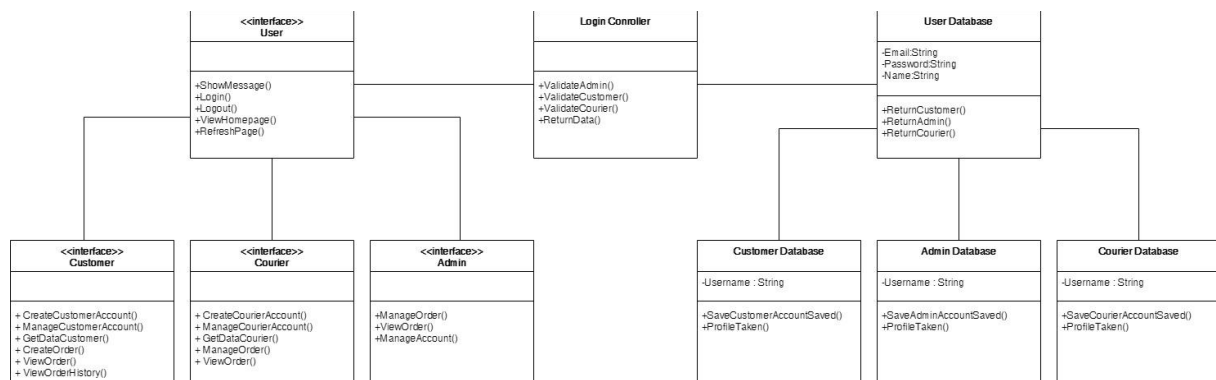 <<interface>>
User
+ShowMessage()
+Login()
+Logout()
+ViewHomepage()
+RefreshPage()
Login Conroller
+ValidateAdmin()
+ValidateCustomer()
+ValidateCourier()
+ReturnData()
User Database
-Email:String
-Password:String
-Name:String
+ReturnCustomer()
+ReturnAdmin()
+ReturnCourier()
<<interface>>
Customer
+ CreateCustomerAccount()
+ ManageCustomerAccount()
+ GetDataCustomer()
+ CreateOrder()
+ ViewOrder()
+ ViewOrderHistory()
<<interface>>
Courier
+ CreateCourierAccount()
+ ManageCourierAccount()
+ GetDataCourier()
+ ManageOrder()
+ ViewOrder()
<<interface>>
Admin
+ManageOrder()
+ViewOrder()
+ManageAccount()
Customer Database
-Username : String
+SaveCustomerAccountSaved()
+ProfileTaken()
Admin Database
-Username : String
+SaveAdminAccountSaved()
+ProfileTaken()
Courier Database
- Username : String
+SaveCourierAccountSaved()
+ProfileTaken()